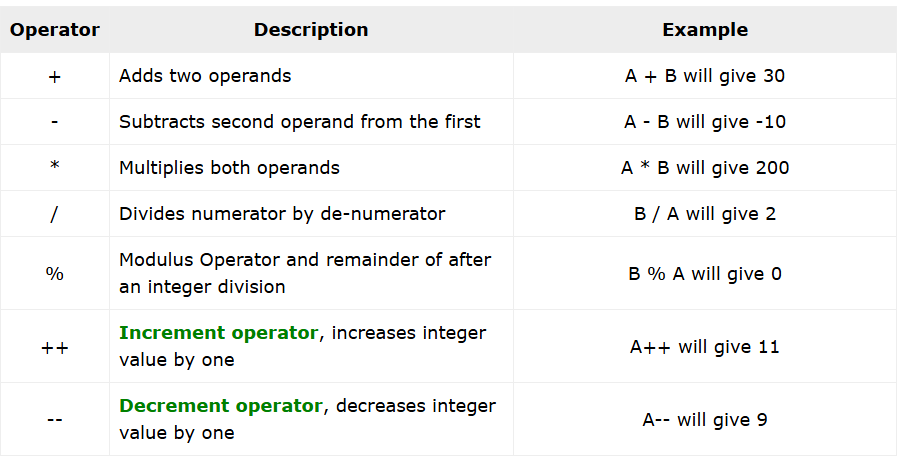 Operator Description Example
+ Adds two operands A + B will give 30
- Subtracts second operand from the first A - B will give -10
* Multiplies both operands A * B will give 200
/ Divides numerator by de-numerator B / A will give 2
% Modulus Operator and remainder of after
an integer division B % A will give 0
++ Increment operator, increases integer
value by one A++ will give 11
-- Decrement operator, decreases integer
value by one A-- will give 9